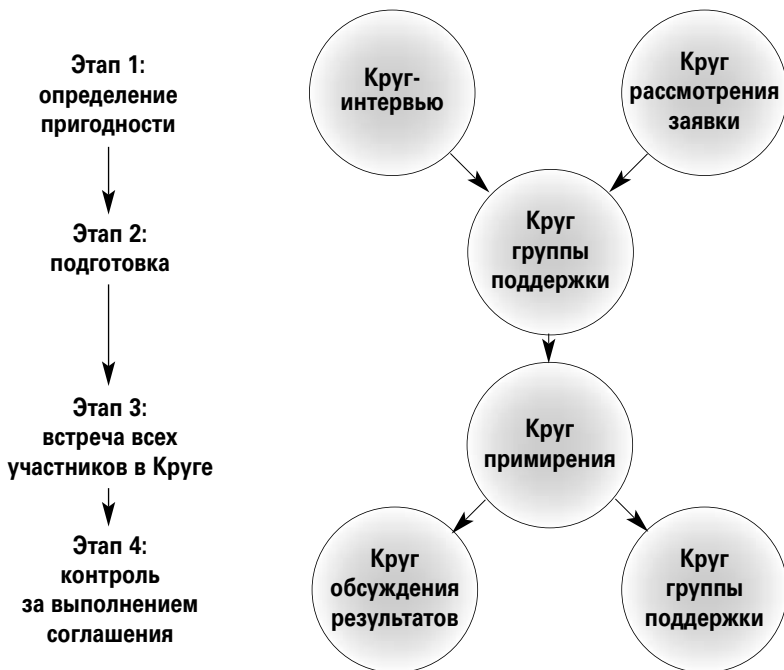 Этап 1:
определение
пригодности
Круг-
интервью
Круг
рассмотрения
заявки
Этап 2:
подготовка
Круг
группы
поддержки
Этап 3:
встреча всех
участников в Круге
Круг
примирения
Этап 4:
контроль
за выполнением
соглашения
Круг
обсуждения
результатов
Круг
группы
поддержки